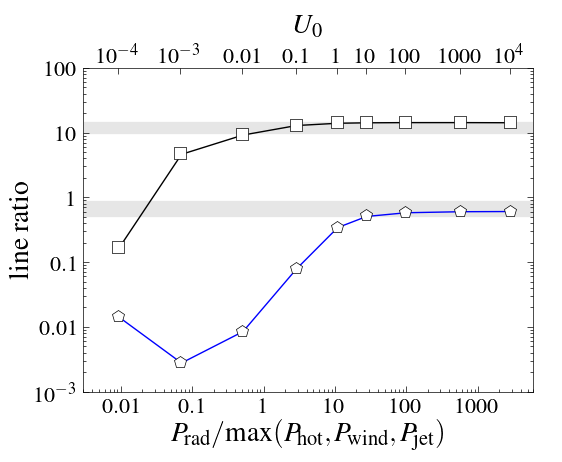 U₀
10⁻⁴ 10⁻³ 0.01 0.1 1 10 100 1000 10⁴
100
10
1
0.1
0.01
10⁻³
line ratio
0.01 0.1 1 10 100 1000
P_rad/max(P_hot, P_wind, P_jet)